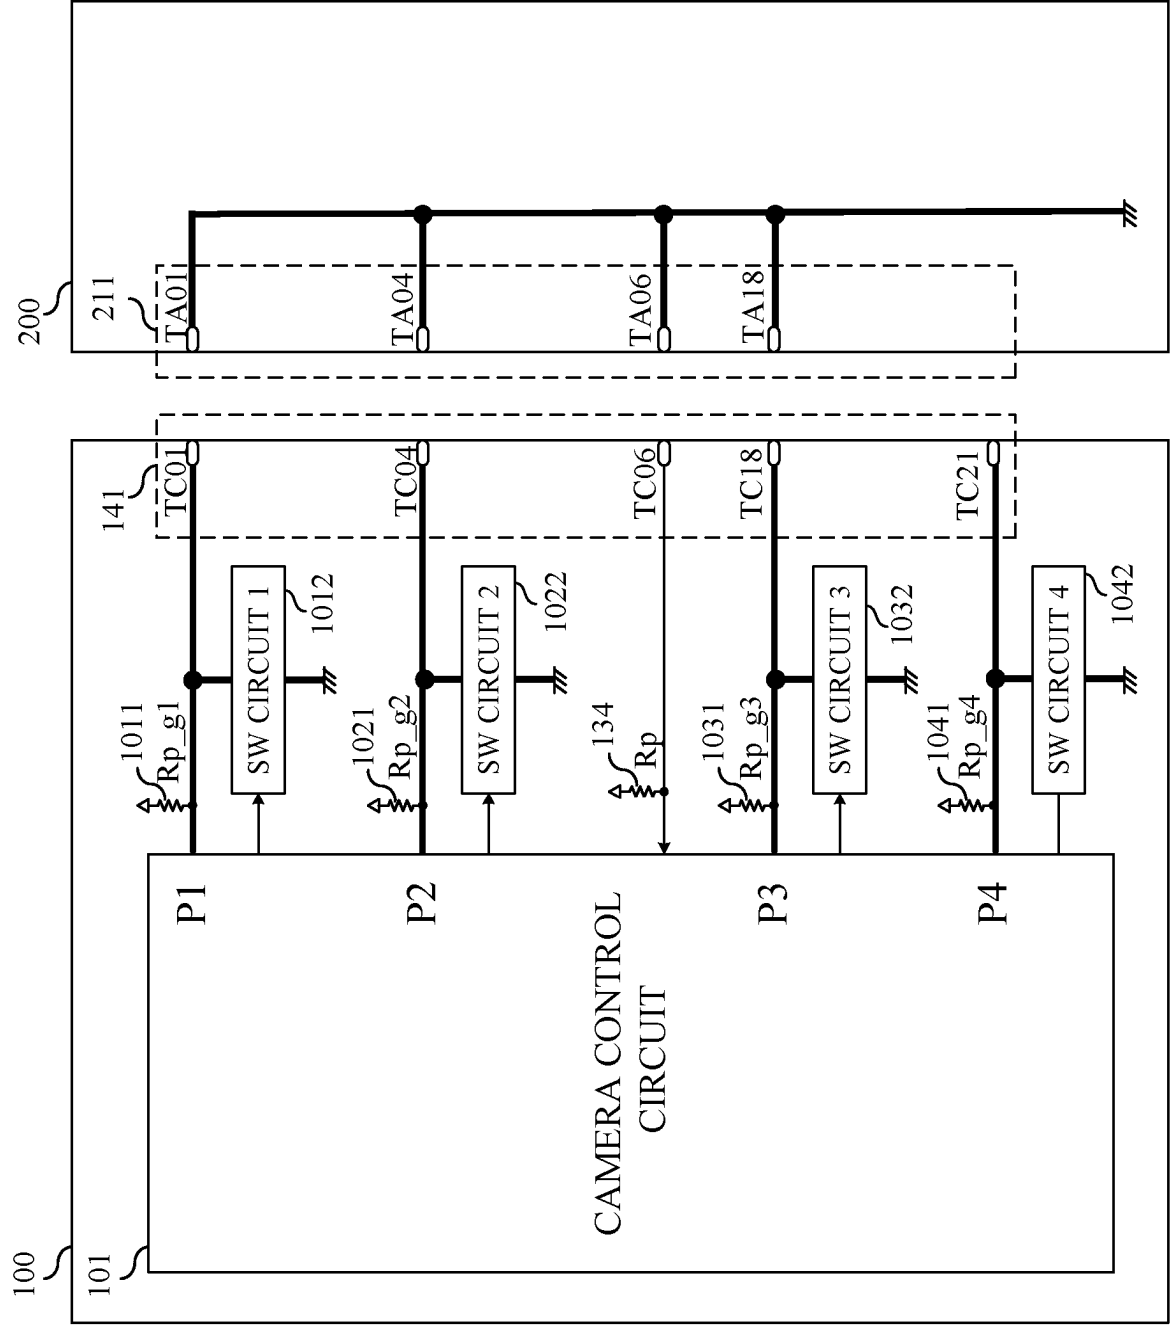 100
101
CAMERA CONTROL
CIRCUIT
P1
P2
P3
P4
1011
Rp_g1
SW CIRCUIT 1
1012
1021
Rp_g2
SW CIRCUIT 2
1022
134
Rp
1031
Rp_g3
SW CIRCUIT 3
1032
1041
Rp_g4
SW CIRCUIT 4
1042
141
TC01
TC04
TC06
TC18
TC21
200
211
TA01
TA04
TA06
TA18